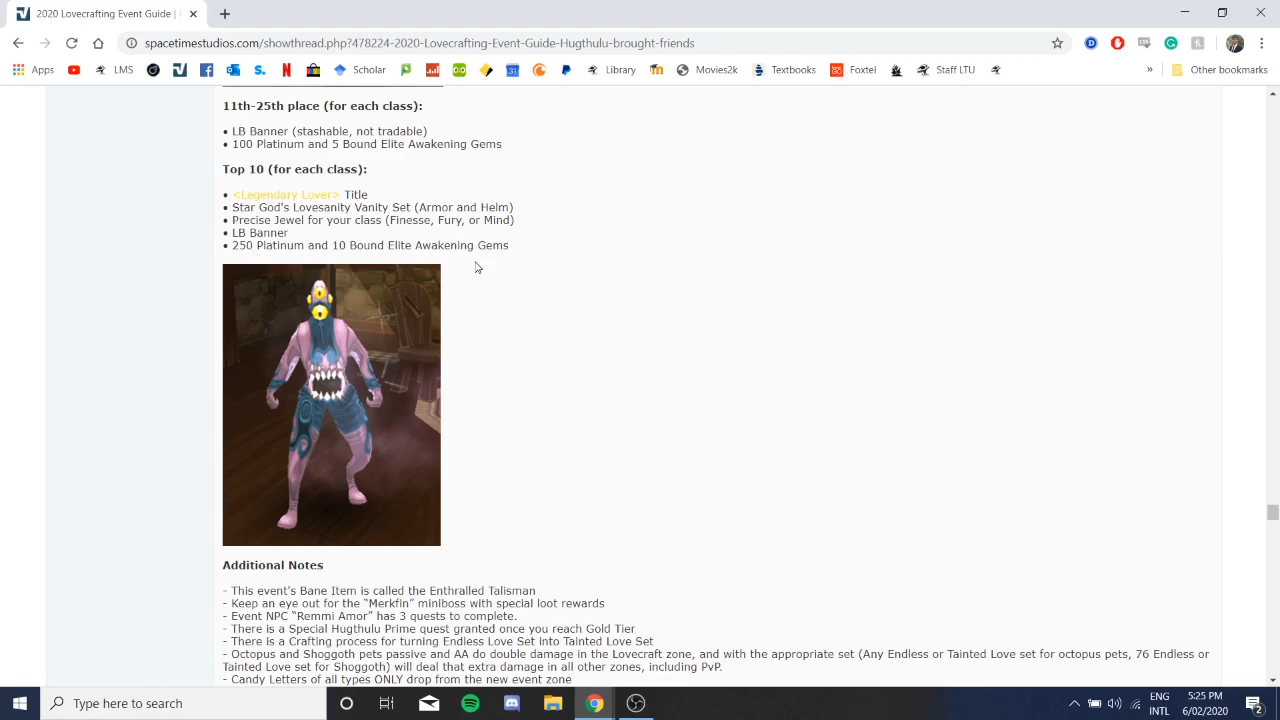 2020 Lovecrafting Event Guide |
spacetimestudios.com/showthread.php?478224-2020-Lovecrafting-Event-Guide-Hugthulu-brought-friends
Apps LMS Scholar Library Movies2k Textbooks Foxtel Staff LTU » Other bookmarks
11th-25th place (for each class):
• LB Banner (stashable, not tradable)
• 100 Platinum and 5 Bound Elite Awakening Gems
Top 10 (for each class):
• <Legendary Lover> Title
• Star God's Lovesanity Vanity Set (Armor and Helm)
• Precise Jewel for your class (Finesse, Fury, or Mind)
• LB Banner
• 250 Platinum and 10 Bound Elite Awakening Gems
Additional Notes
- This event's Bane Item is called the Enthralled Talisman
- Keep an eye out for the “Merkfin” miniboss with special loot rewards
- Event NPC “Remmi Amor” has 3 quests to complete.
- There is a Special Hugthulu Prime quest granted once you reach Gold Tier
- There is a Crafting process for turning Endless Love Set into Tainted Love Set
- Octopus and Shoggoth pets passive and AA do double damage in the Lovecraft zone, and with the appropriate set (Any Endless or Tainted Love set for octopus pets, 76 Endless or
Tainted Love set for Shoggoth) will deal that extra damage in all other zones, including PvP.
- Candy Letters of all types ONLY drop from the new event zone
Type here to search
ENG
INTL
5:25 PM
6/02/2020
2